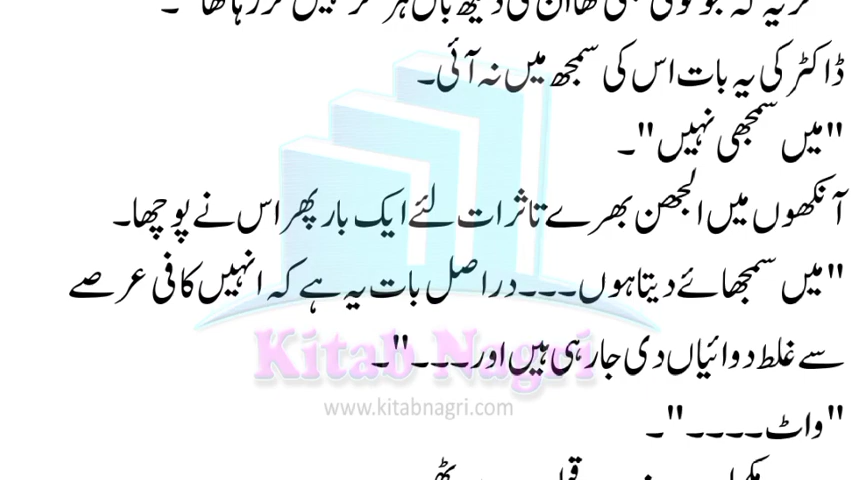 ڈاکٹر کی یہ بات اس کی سمجھ میں نہ آئی۔
"میں سمجھی نہیں"۔
آنکھوں میں الجھن بھرے تاثرات لئے ایک بار پھر اس نے پوچھا۔
"میں سمجھائے دیتا ہوں۔۔۔دراصل بات یہ ہے کہ انہیں کافی عرصے
سے غلط دوائیاں دی جارہی ہیں اور۔۔۔۔"۔
Kitab Nagri
www.kitabnagri.com
"واٹ۔۔۔۔"۔